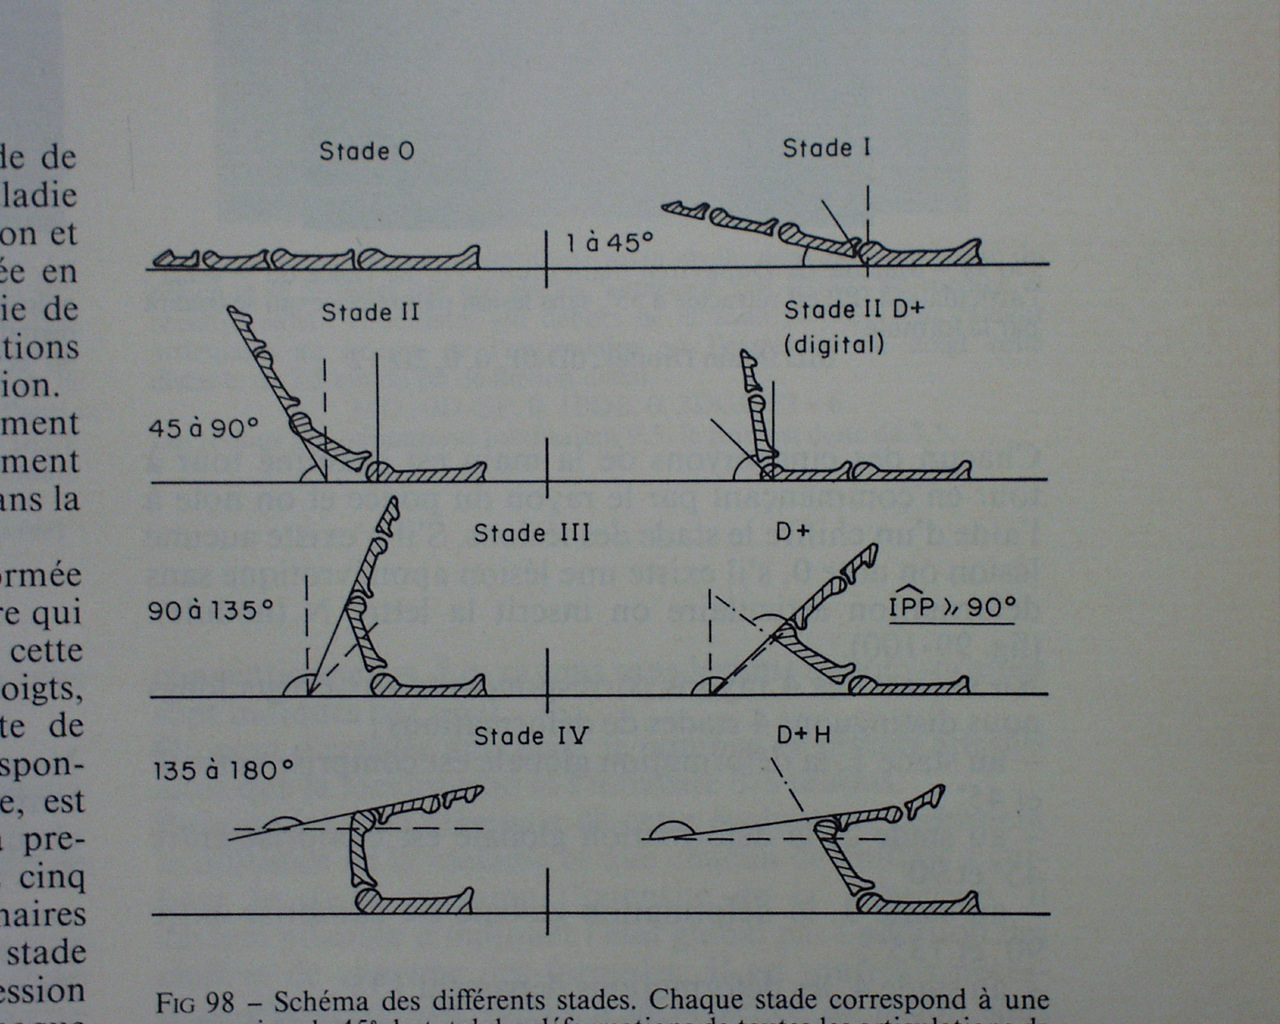 de de
ladie
on et
ée en
ie de
tions
ion.
ment
ment
ans la
ormée
re qui
cette
oigts,
te de
spon-
e, est
pre-
cinq
naires
stade
ession
Stade O
Stade I
1 à 45°
Stade II
Stade II D+
(digital)
45 à 90°
Stade III
D+
90 à 135°
IPP ⩾ 90°
Stade IV
D+ H
135 à 180°
FIG 98 – Schéma des différents stades. Chaque stade correspond à une